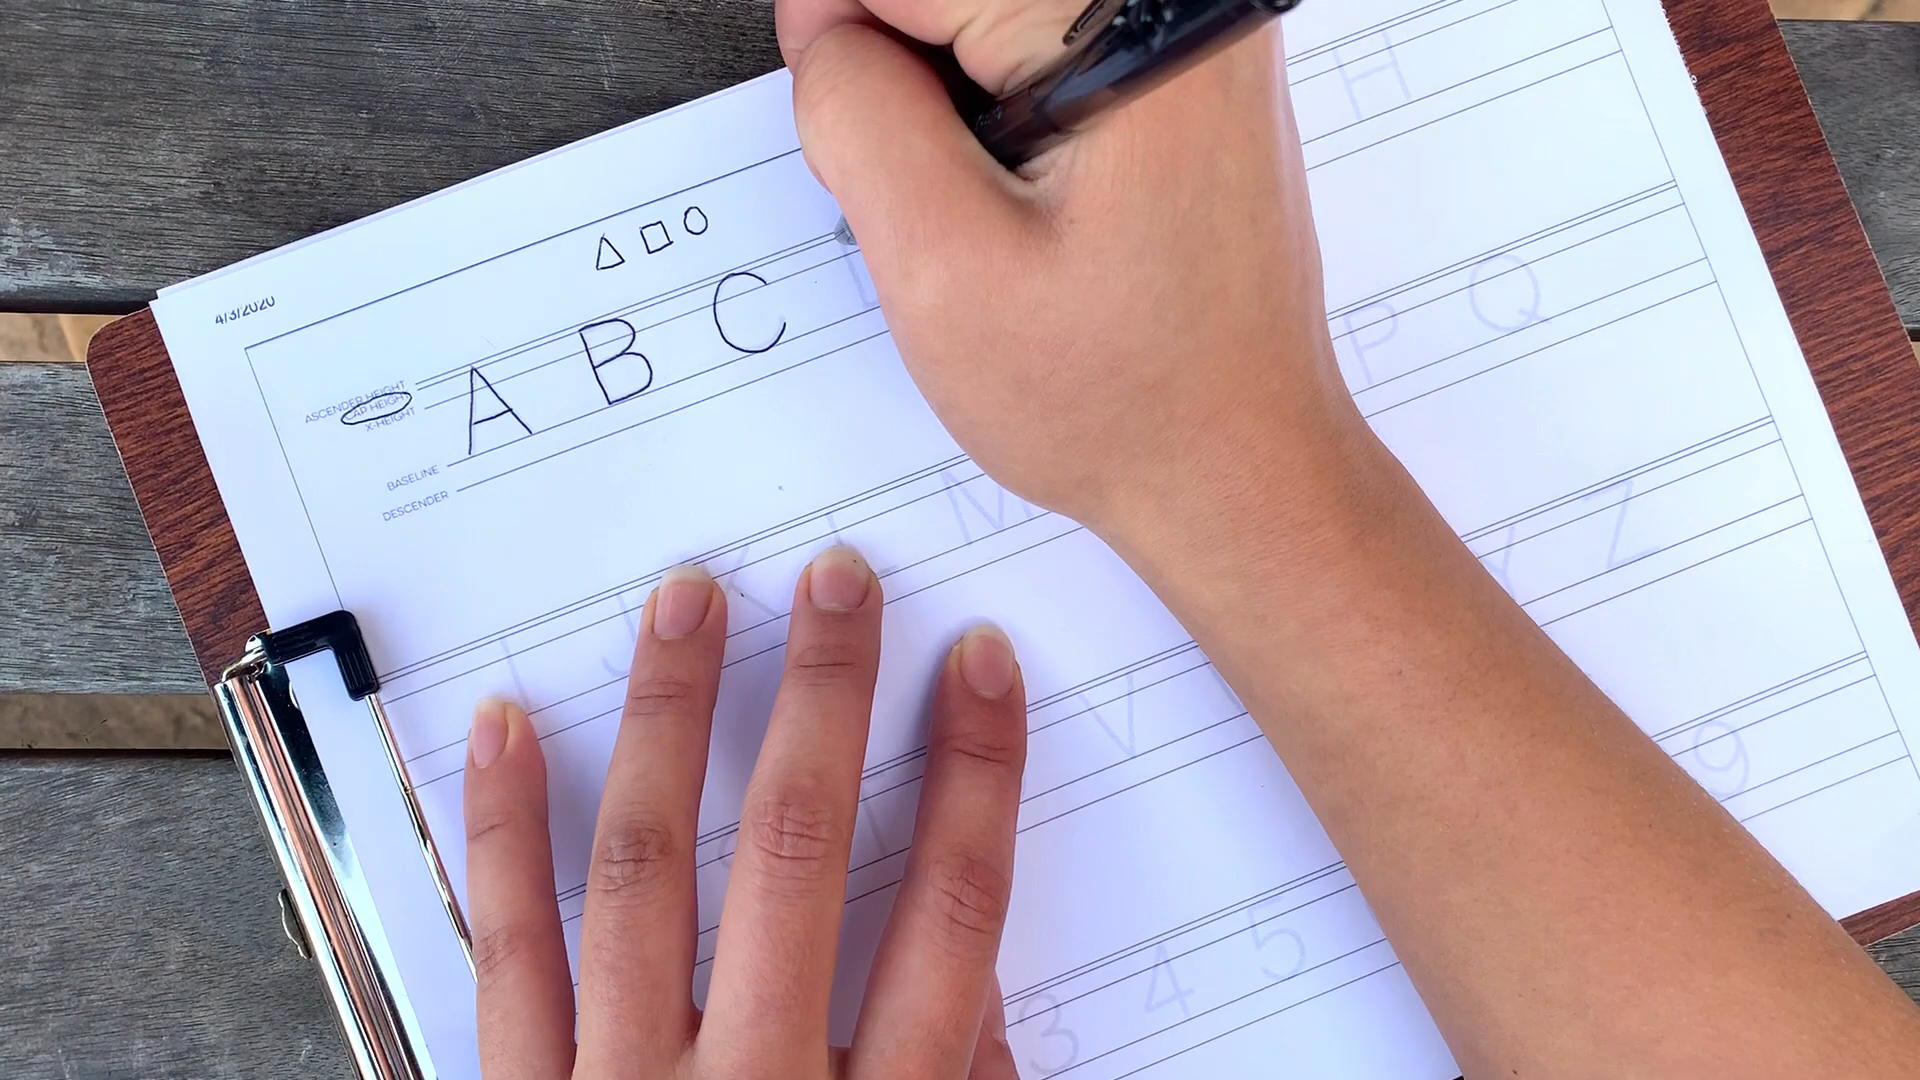 4/3/2020
ASCENDER HEIGHT
CAP HEIGHT
X-HEIGHT
A B C
H
BASELINE
DESCENDER
I J K L M P Q
V Y Z
3 4 5 9